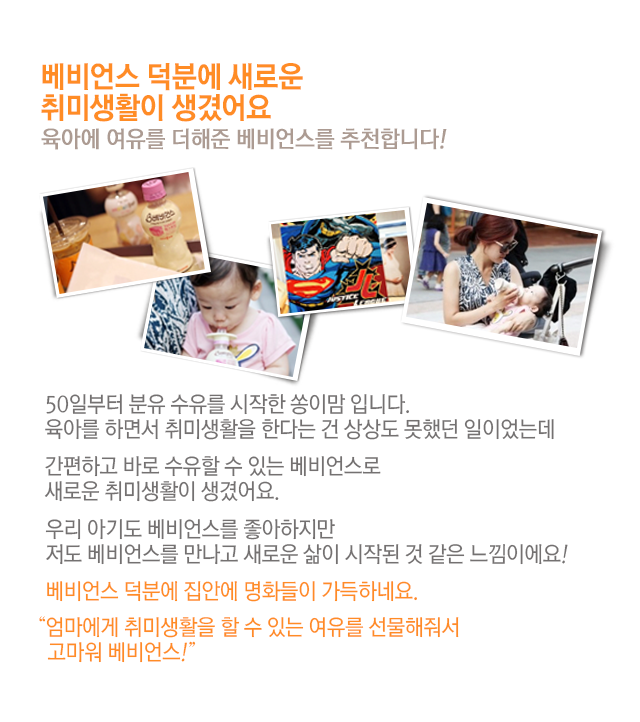 베비언스 덕분에 새로운
취미생활이 생겼어요
육아에 여유를 더해준 베비언스를 추천합니다!
베비언스
JUSTICE
LEAGUE
50일부터 분유 수유를 시작한 쏭이맘 입니다.
육아를 하면서 취미생활을 한다는 건 상상도 못했던 일이었는데
간편하고 바로 수유할 수 있는 베비언스로
새로운 취미생활이 생겼어요.
우리 아기도 베비언스를 좋아하지만
저도 베비언스를 만나고 새로운 삶이 시작된 것 같은 느낌이에요!
베비언스 덕분에 집안에 명화들이 가득하네요.
“엄마에게 취미생활을 할 수 있는 여유를 선물해줘서
고마워 베비언스!”